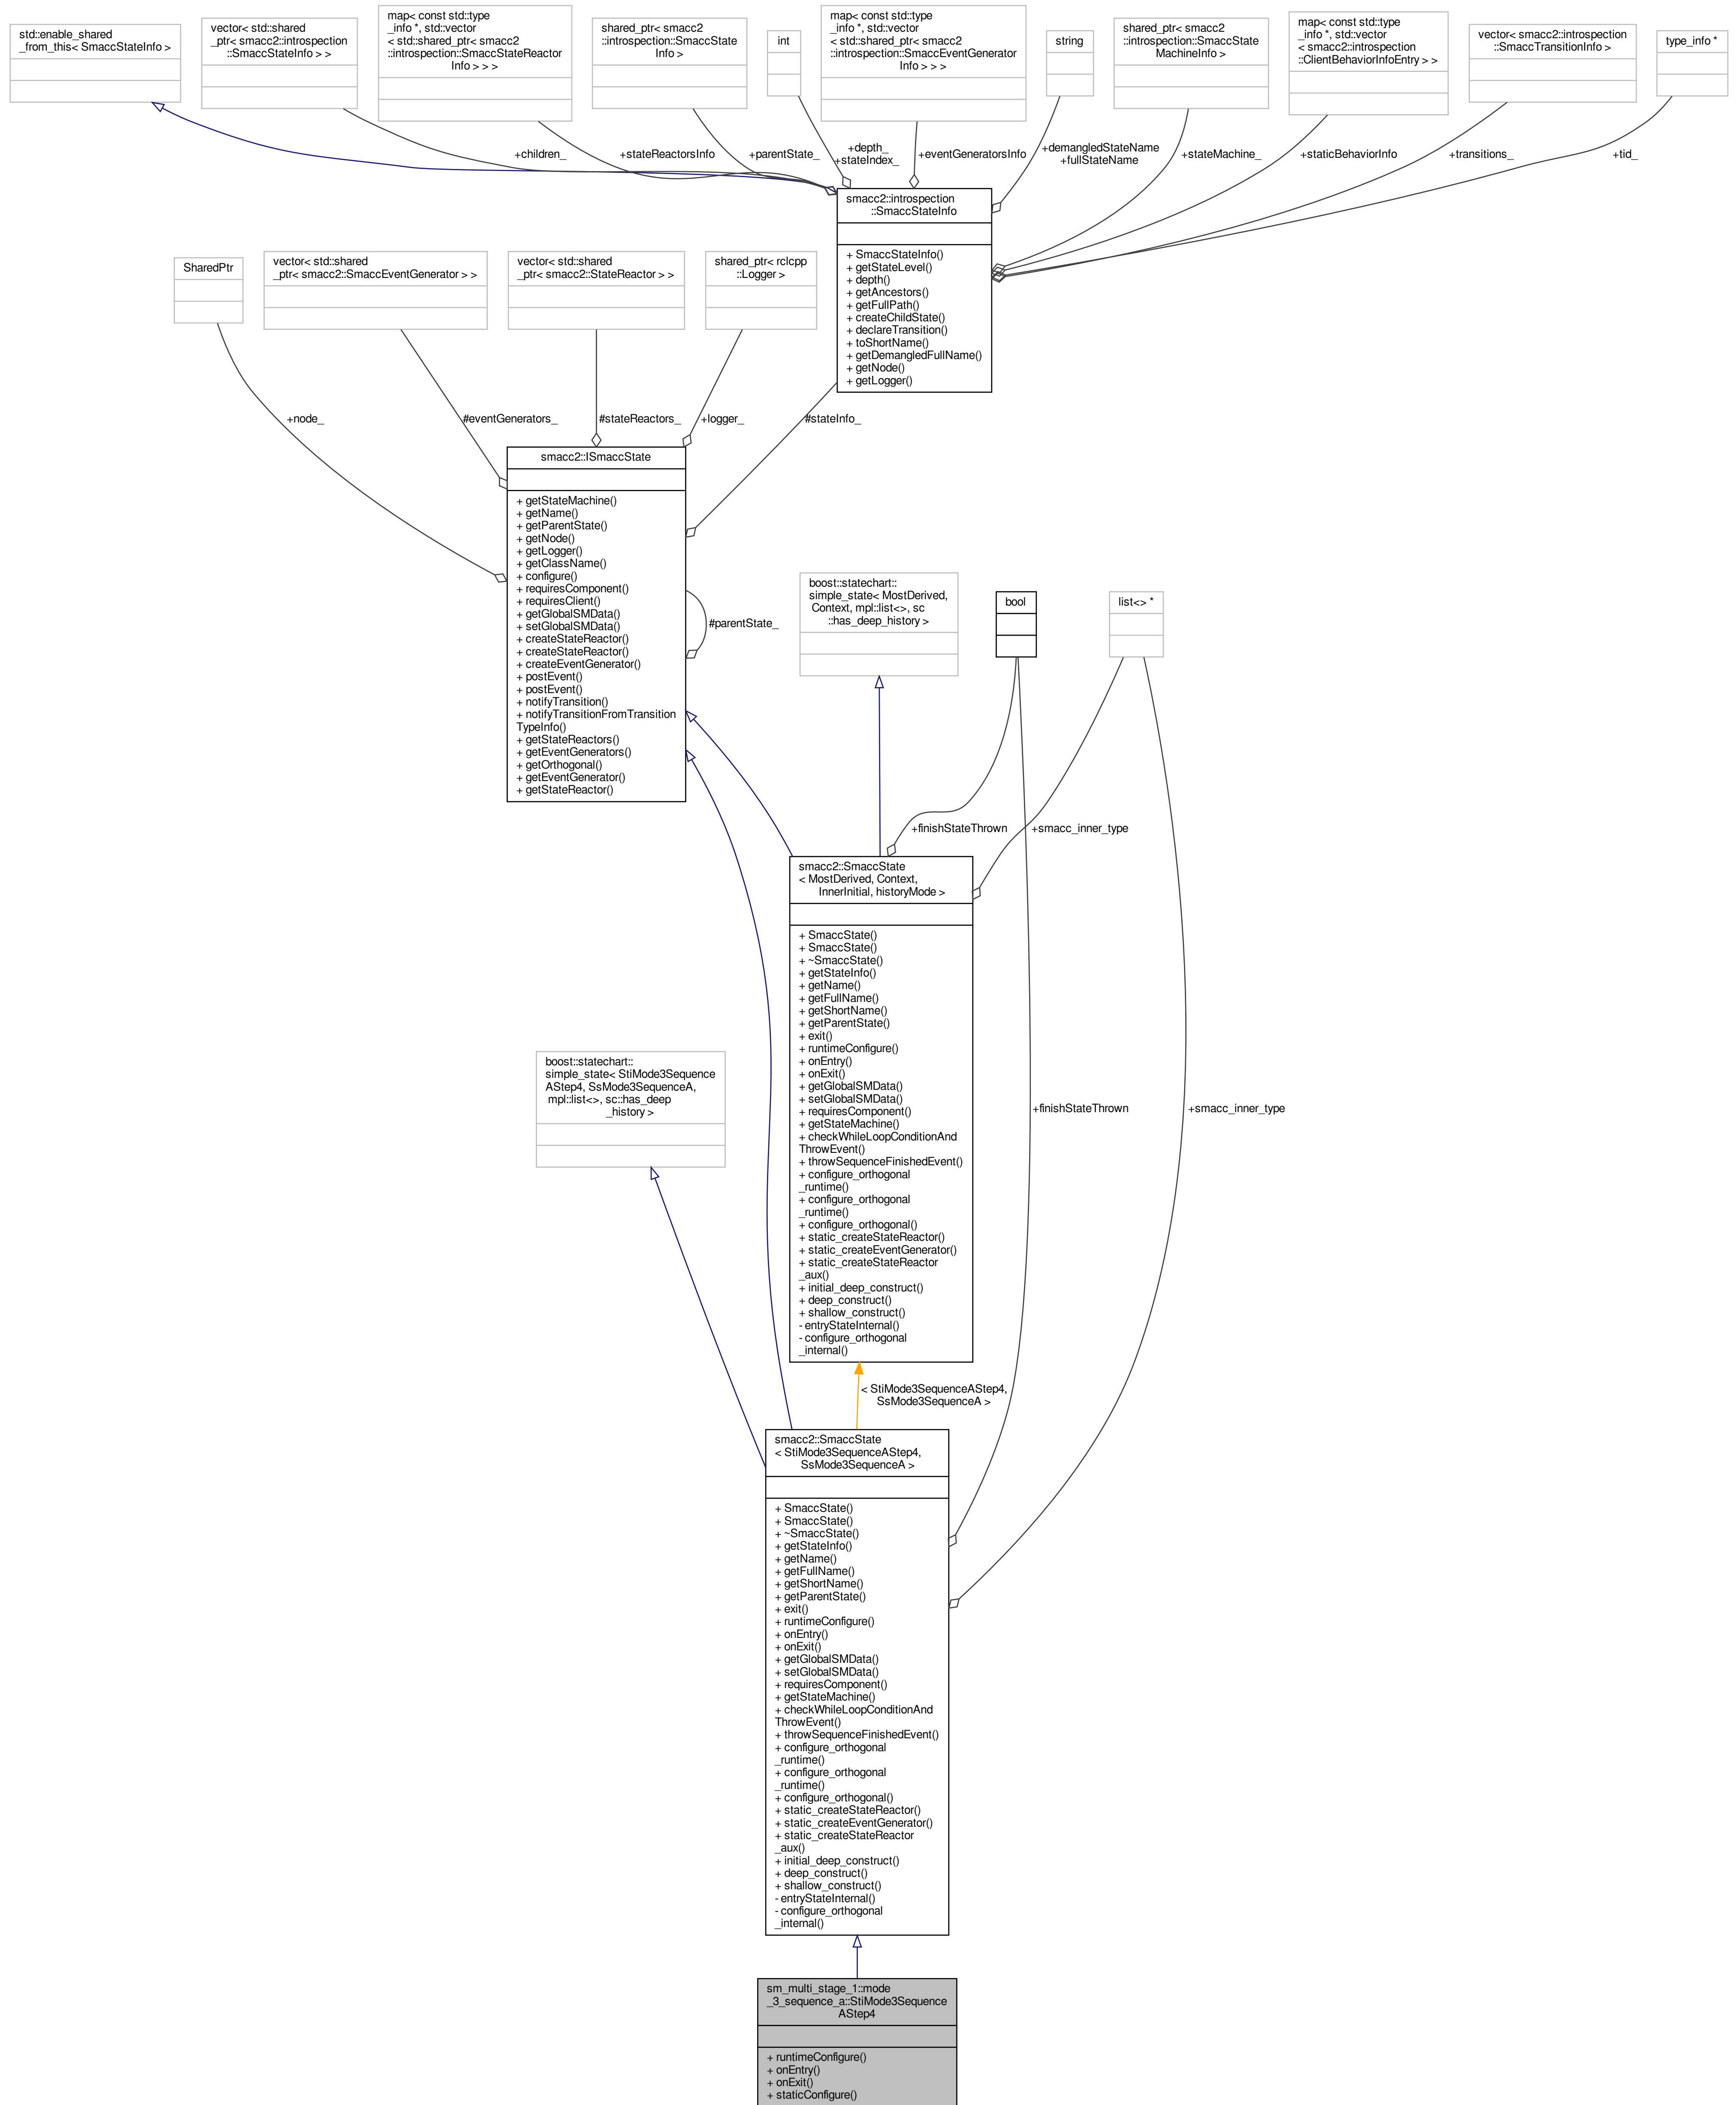 std::enable_shared
_from_this< SmaccStateInfo >
vector< std::shared
_ptr< smacc2::introspection
::SmaccStateInfo > >
map< const std::type
_info *, std::vector
< std::shared_ptr< smacc2
::introspection::SmaccStateReactor
Info > > >
shared_ptr< smacc2
::introspection::SmaccState
Info >
int
map< const std::type
_info *, std::vector
< std::shared_ptr< smacc2
::introspection::SmaccEventGenerator
Info > > >
string
shared_ptr< smacc2
::introspection::SmaccState
MachineInfo >
map< const std::type
_info *, std::vector
< smacc2::introspection
::ClientBehaviorInfoEntry > >
vector< smacc2::introspection
::SmaccTransitionInfo >
type_info *
+children_
+stateReactorsInfo
+parentState_
+depth_
+stateIndex_
+eventGeneratorsInfo
+demangledStateName
+fullStateName
+stateMachine_
+staticBehaviorInfo
+transitions_
+tid_
smacc2::introspection
::SmaccStateInfo
+ SmaccStateInfo()
+ getStateLevel()
+ depth()
+ getAncestors()
+ getFullPath()
+ createChildState()
+ declareTransition()
+ toShortName()
+ getDemangledFullName()
+ getNode()
+ getLogger()
SharedPtr
vector< std::shared
_ptr< smacc2::SmaccEventGenerator > >
vector< std::shared
_ptr< smacc2::StateReactor > >
shared_ptr< rclcpp
::Logger >
+node_
#eventGenerators_
#stateReactors_
+logger_
#stateInfo_
smacc2::ISmaccState
+ getStateMachine()
+ getName()
+ getParentState()
+ getNode()
+ getLogger()
+ getClassName()
+ configure()
+ requiresComponent()
+ requiresClient()
+ getGlobalSMData()
+ setGlobalSMData()
+ createStateReactor()
+ createStateReactor()
+ createEventGenerator()
+ postEvent()
+ postEvent()
+ notifyTransition()
+ notifyTransitionFromTransition
TypeInfo()
+ getStateReactors()
+ getEventGenerators()
+ getOrthogonal()
+ getEventGenerator()
+ getStateReactor()
#parentState_
boost::statechart::
simple_state< MostDerived,
Context, mpl::list<>, sc
::has_deep_history >
bool
list<> *
+finishStateThrown
+smacc_inner_type
smacc2::SmaccState
< MostDerived, Context,
InnerInitial, historyMode >
+ SmaccState()
+ SmaccState()
+ ~SmaccState()
+ getStateInfo()
+ getName()
+ getFullName()
+ getShortName()
+ getParentState()
+ exit()
+ runtimeConfigure()
+ onEntry()
+ onExit()
+ getGlobalSMData()
+ setGlobalSMData()
+ requiresComponent()
+ getStateMachine()
+ checkWhileLoopConditionAnd
ThrowEvent()
+ throwSequenceFinishedEvent()
+ configure_orthogonal
_runtime()
+ configure_orthogonal
_runtime()
+ configure_orthogonal()
+ static_createStateReactor()
+ static_createEventGenerator()
+ static_createStateReactor
_aux()
+ initial_deep_construct()
+ deep_construct()
+ shallow_construct()
- entryStateInternal()
- configure_orthogonal
_internal()
boost::statechart::
simple_state< StiMode3Sequence
AStep4, SsMode3SequenceA,
mpl::list<>, sc::has_deep
_history >
+finishStateThrown
+smacc_inner_type
< StiMode3SequenceAStep4,
SsMode3SequenceA >
smacc2::SmaccState
< StiMode3SequenceAStep4,
SsMode3SequenceA >
+ SmaccState()
+ SmaccState()
+ ~SmaccState()
+ getStateInfo()
+ getName()
+ getFullName()
+ getShortName()
+ getParentState()
+ exit()
+ runtimeConfigure()
+ onEntry()
+ onExit()
+ getGlobalSMData()
+ setGlobalSMData()
+ requiresComponent()
+ getStateMachine()
+ checkWhileLoopConditionAnd
ThrowEvent()
+ throwSequenceFinishedEvent()
+ configure_orthogonal
_runtime()
+ configure_orthogonal
_runtime()
+ configure_orthogonal()
+ static_createStateReactor()
+ static_createEventGenerator()
+ static_createStateReactor
_aux()
+ initial_deep_construct()
+ deep_construct()
+ shallow_construct()
- entryStateInternal()
- configure_orthogonal
_internal()
sm_multi_stage_1::mode
_3_sequence_a::StiMode3Sequence
AStep4
+ runtimeConfigure()
+ onEntry()
+ onExit()
+ staticConfigure()